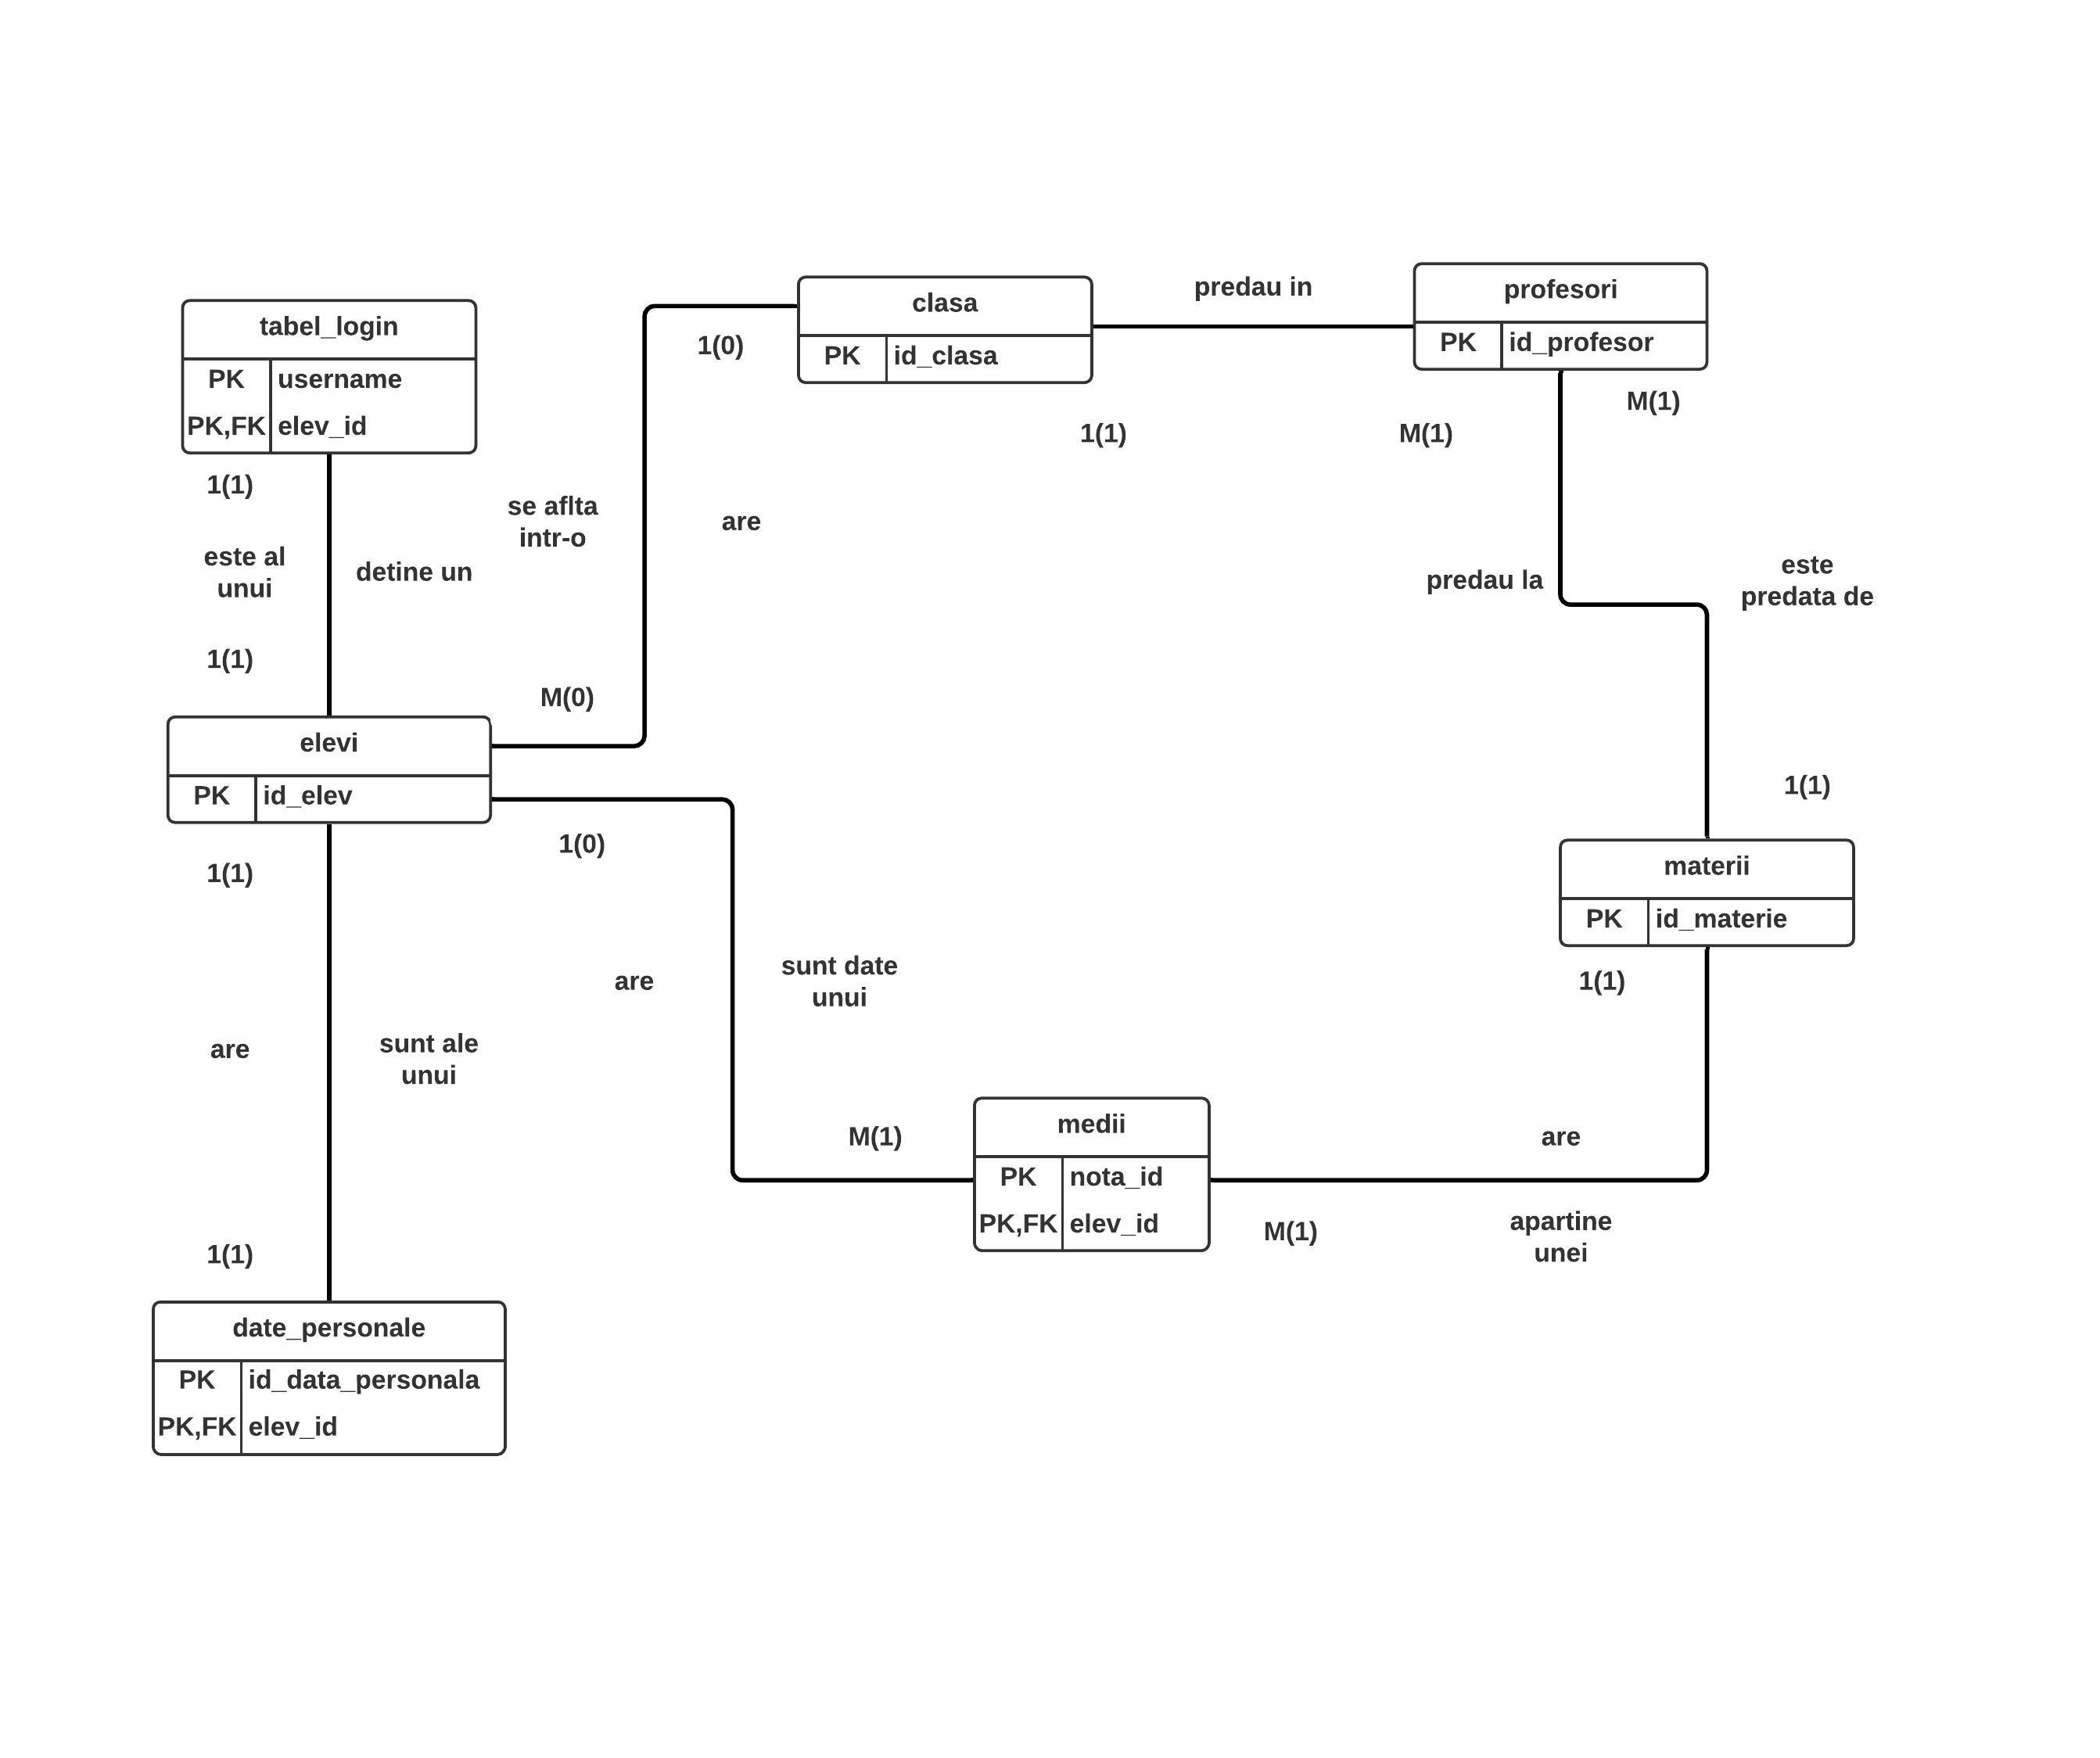 predau in
profesori
PK id_profesor
clasa
PK id_clasa
tabel_login
PK username
PK,FK elev_id
1(0)
M(1)
1(1)
M(1)
1(1)
se aflta
intr-o
are
este al
unui
detine un
predau la
este
predata de
1(1)
M(0)
elevi
PK id_elev
1(1)
materii
PK id_materie
1(0)
1(1)
1(1)
are
sunt date
unui
are
sunt ale
unui
medii
PK nota_id
PK,FK elev_id
M(1)
are
M(1)
apartine
unei
1(1)
date_personale
PK id_data_personala
PK,FK elev_id